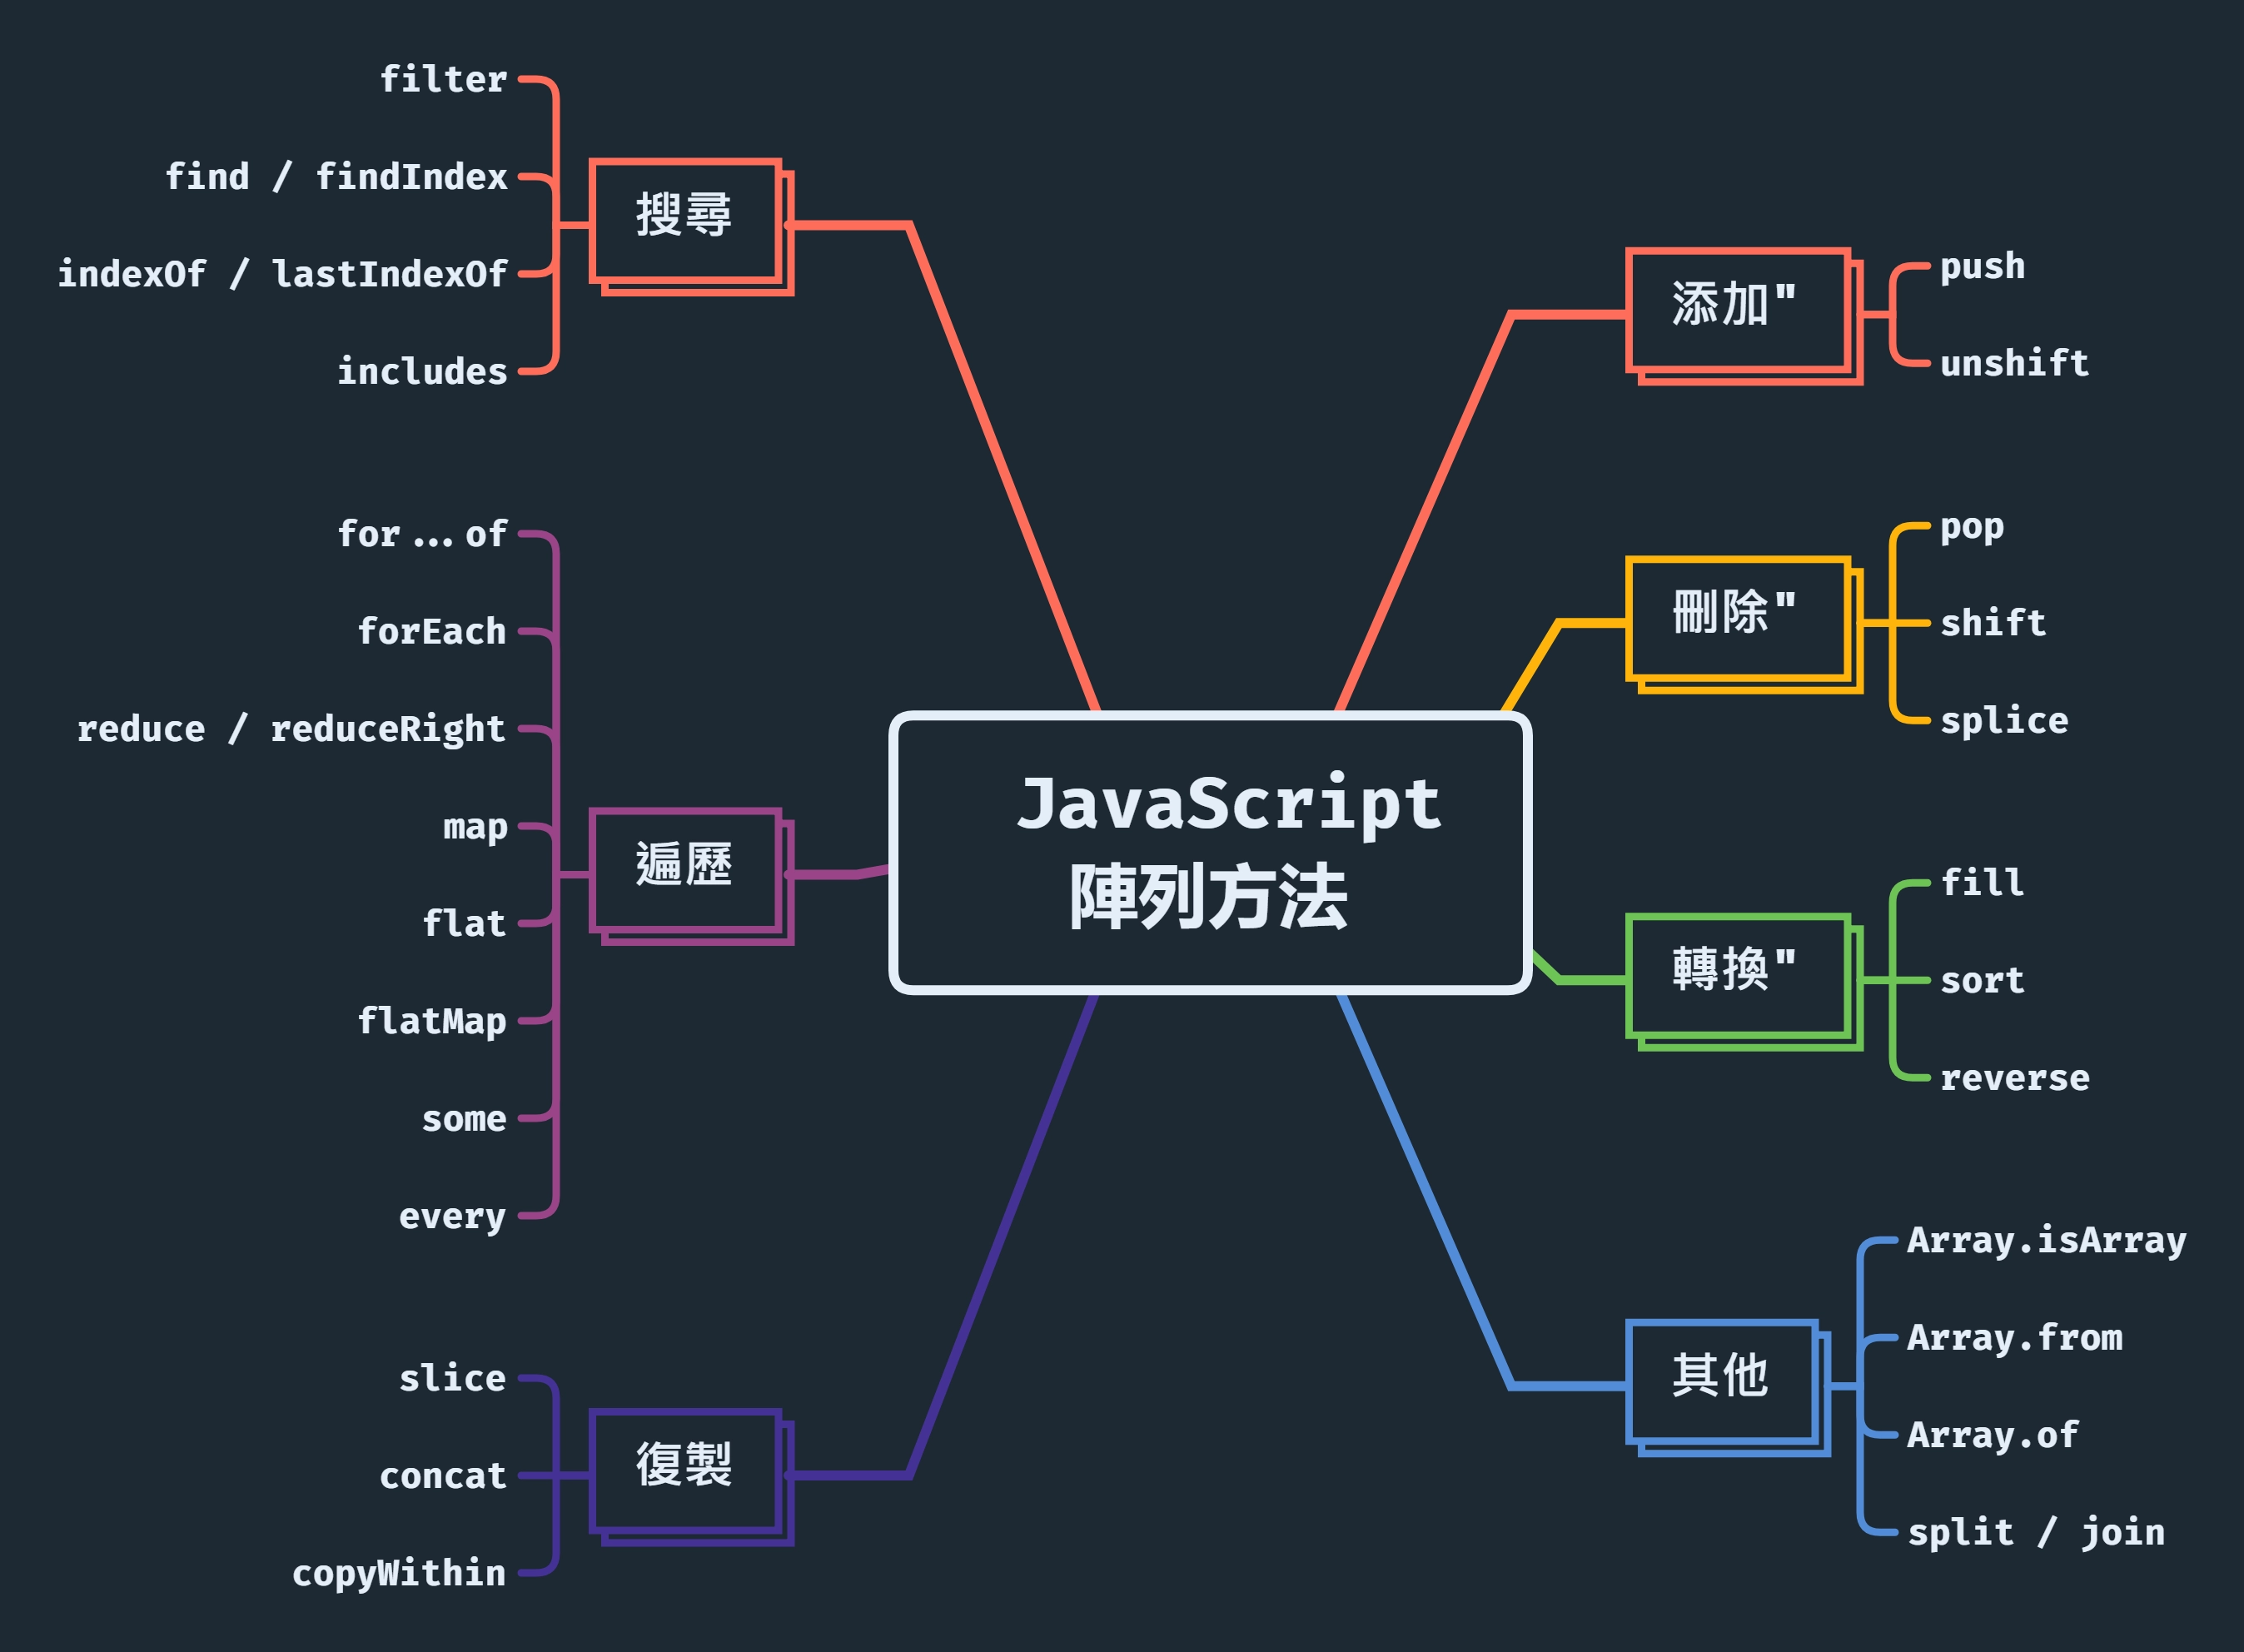 JavaScript
陣列方法
搜尋
filter
find / findIndex
indexOf / lastIndexOf
includes
遍歷
for...of
forEach
reduce / reduceRight
map
flat
flatMap
some
every
復製
slice
concat
copyWithin
添加"
push
unshift
刪除"
pop
shift
splice
轉換"
fill
sort
reverse
其他
Array.isArray
Array.from
Array.of
split / join